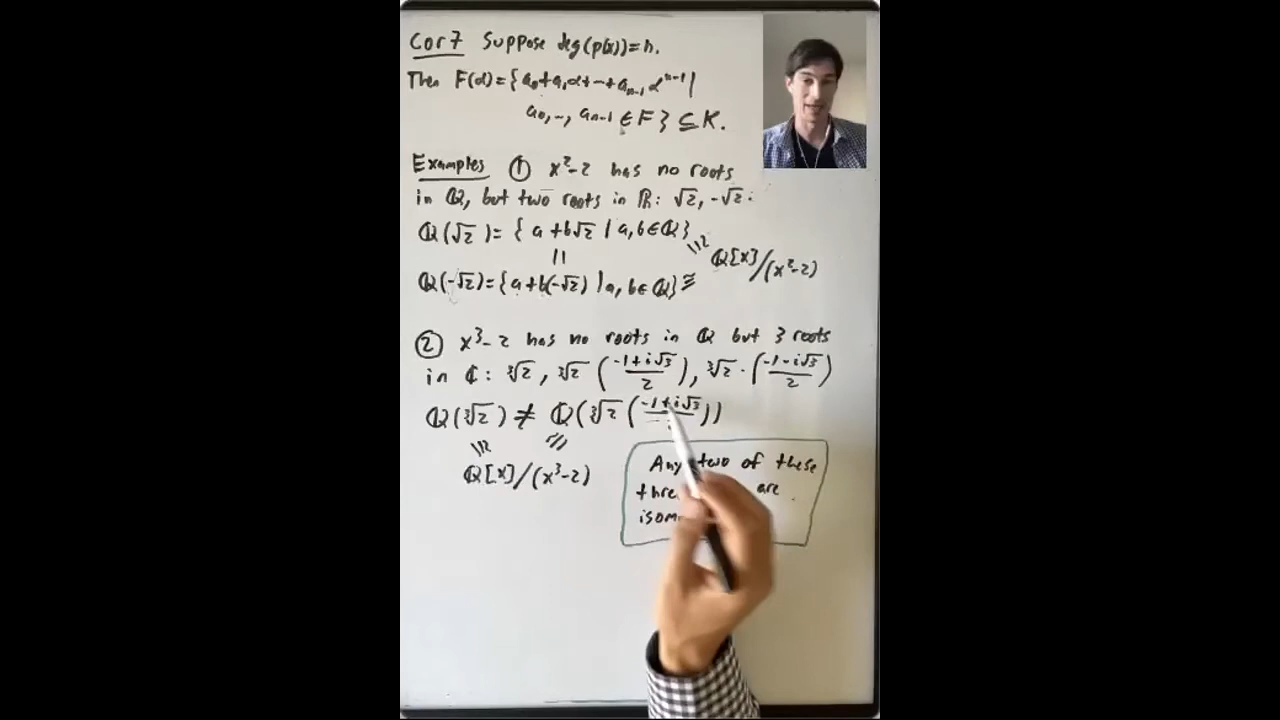 Cor 7 Suppose deg(p(x))=n.
Then F(α)={a₀+a₁α+⋯+aₙ₋₁αⁿ⁻¹|
a₀,…, aₙ₋₁ ∈ F} ⊆ K.
Examples ① x²-2 has no roots
in ℚ, but two roots in ℝ: √2, -√2:
ℚ(√2)={a+b√2 | a,b∈ℚ}
≅ ℚ[x]/(x²-2)
=
ℚ(-√2)={a+b(-√2) | a, b∈ℚ} ≅
② x³-2 has no roots in ℚ but 3 roots
in ℂ: ∛2, ∛2 ((-1+i√3)/2), ∛2·((-1-i√3)/2)
ℚ(∛2) ≠ ℚ(∛2 ((-1+i√3)/))
≅ ≅
ℚ[x]/(x³-2)
Any two of these
are